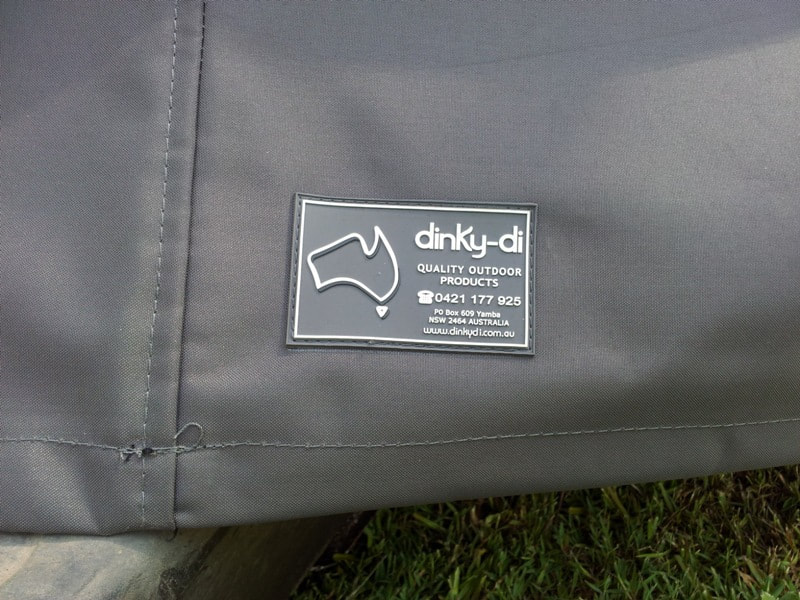 dinky-di
QUALITY OUTDOOR
PRODUCTS
☎0421 177 925
PO Box 609 Yamba
NSW 2464 AUSTRALIA
www.dinkydi.com.au